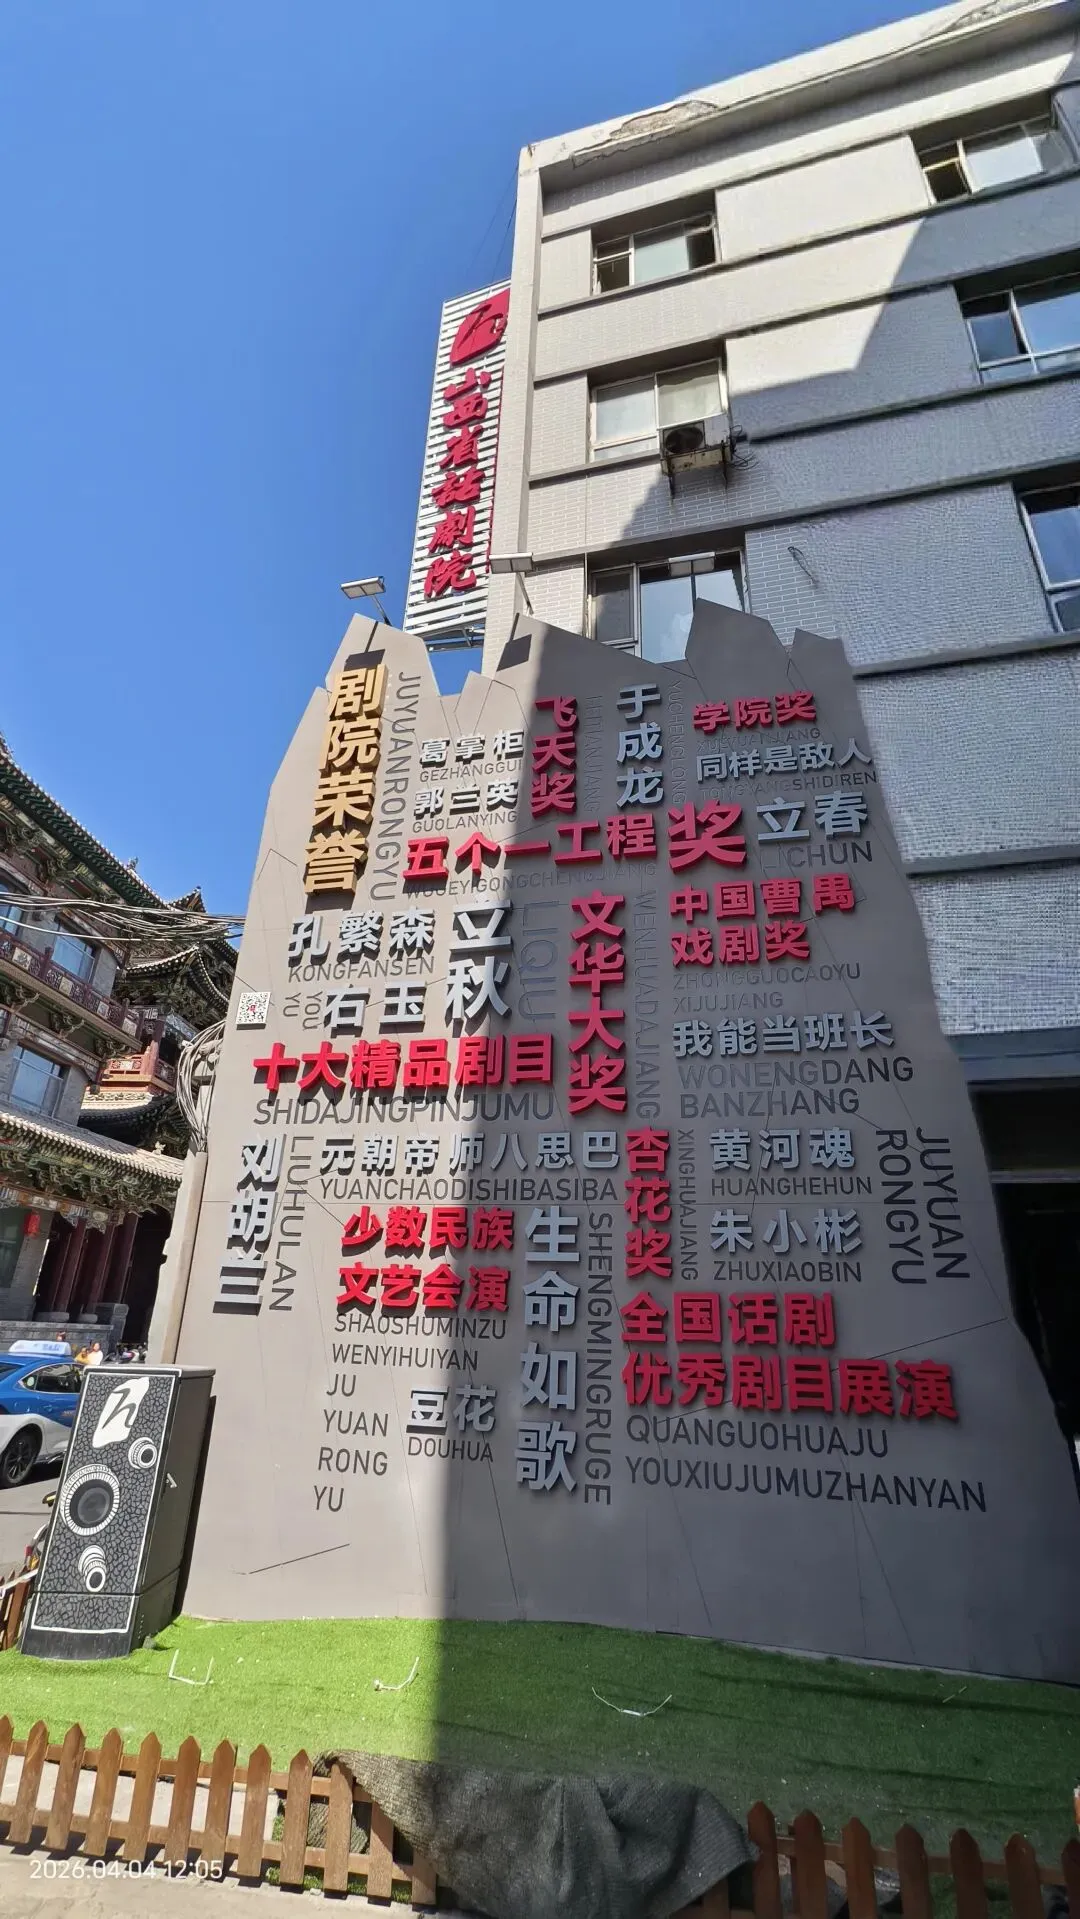 山西省話劇院
剧院荣誉
JUYUANRONGYU
葛掌柜
GEZHANGGUI
郭兰英
GUOLANYING
飞天奖
FEITIANJIANG
于成龙
YUCHENGLONG
学院奖
XUEYUANJIANG
同样是敌人
TONGYANGSHIDIREN
五个一工程奖
WUGEYIGONGCHENGJIANG
立春
LICHUN
孔繁森
KONGFANSEN
立秋
LIQIU
文华大奖
WENHUADAJIANG
中国曹禺
戏剧奖
ZHONGGUOCAOYU
XIJUJIANG
YOU
YU
右玉
我能当班长
WONENGDANG
BANZHANG
十大精品剧目
SHIDAJINGPINJUMU
刘胡兰
LIUHULAN
元朝帝师八思巴
YUANCHAODISHIBASIBA
杏花奖
XINGHUAJIANG
黄河魂
HUANGHEHUN
JUYUAN
RONGYU
朱小彬
ZHUXIAOBIN
少数民族
文艺会演
SHAOSHUMINZU
WENYIHUIYAN
生命如歌
SHENGMINGRUGE
全国话剧
优秀剧目展演
QUANGUOHUAJU
YOUXIUJUMUZHANYAN
JU
YUAN
RONG
YU
豆花
DOUHUA
2026.04.04 12:05